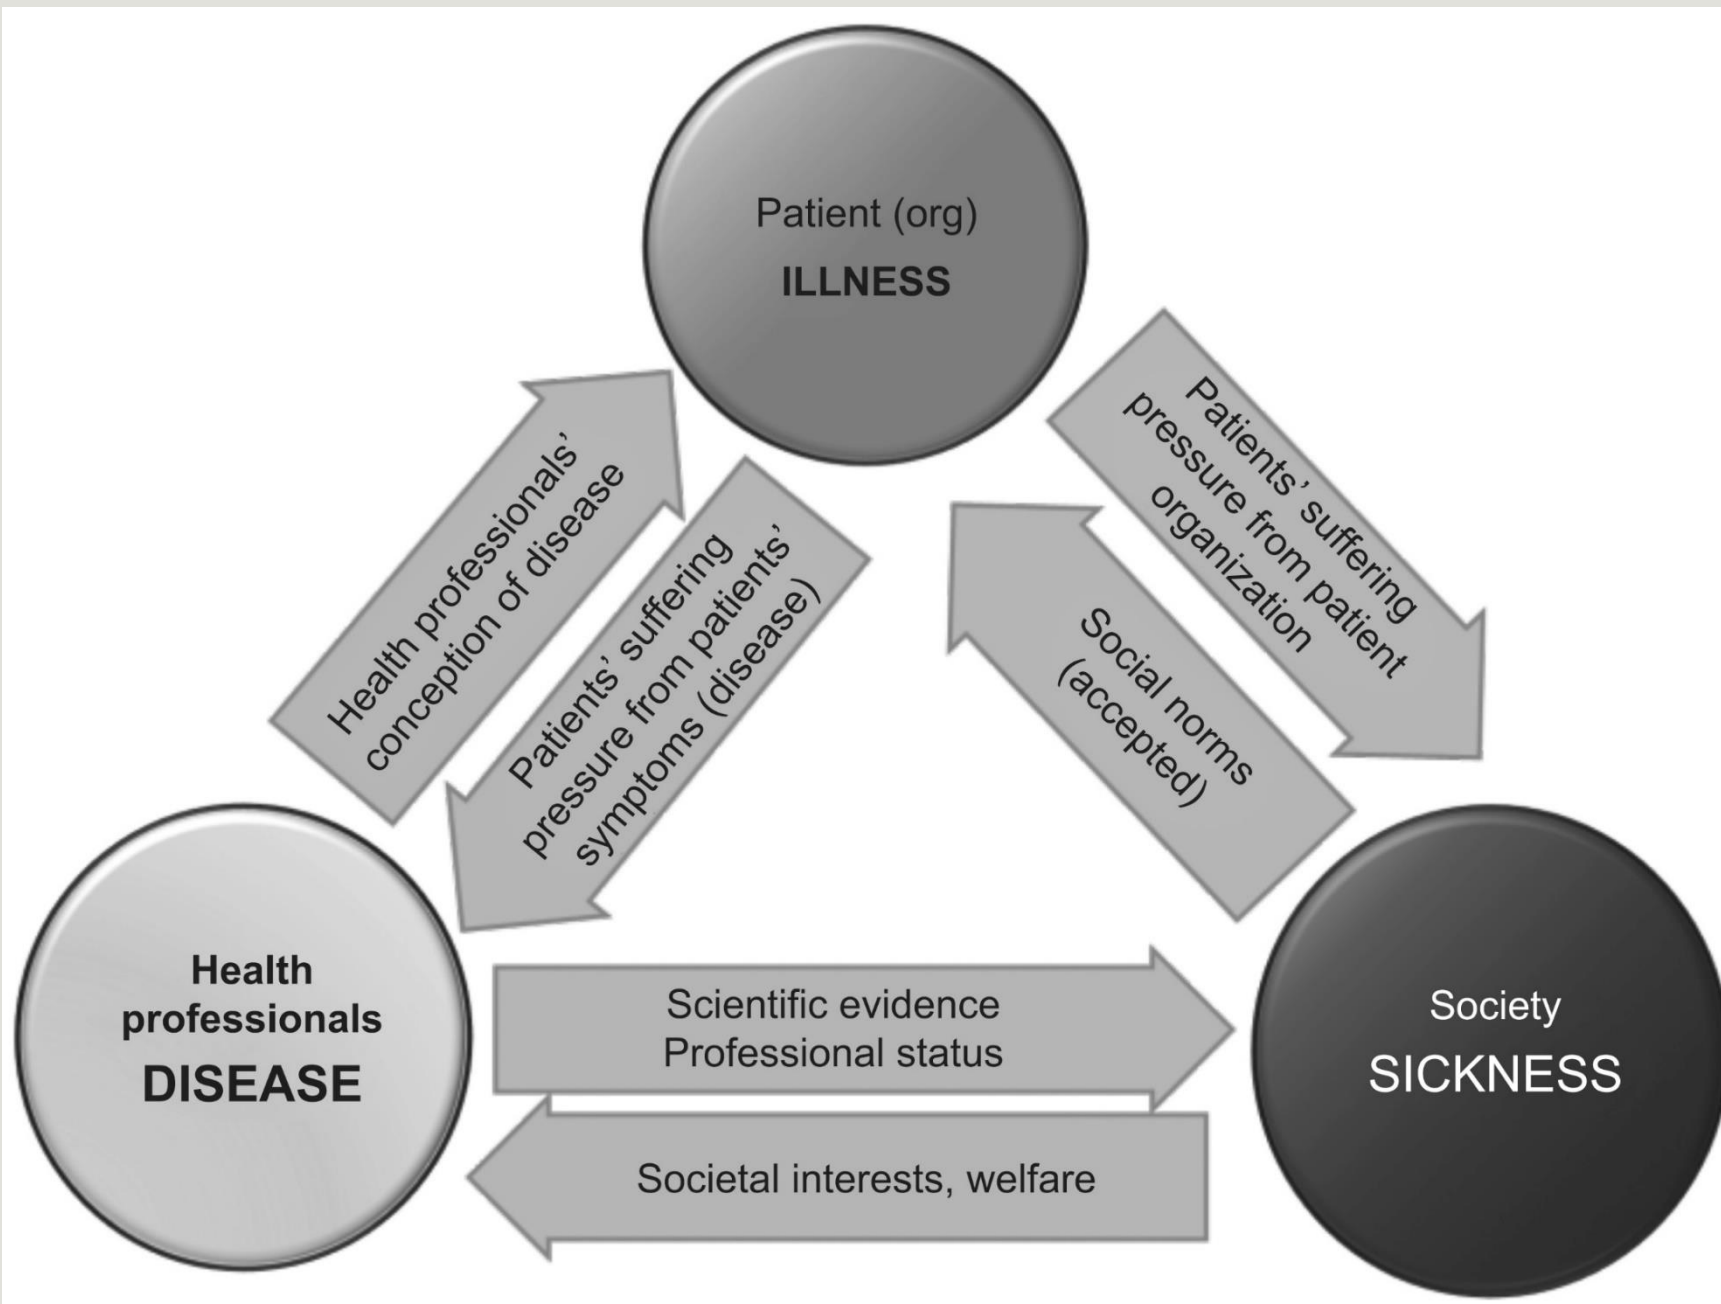 Patient (org)
ILLNESS
Health professionals’
conception of disease
Patients’ suffering
pressure from patients’
symptoms (disease)
Patients’ suffering
pressure from patient
organization
Social norms
(accepted)
Health
professionals
DISEASE
Scientific evidence
Professional status
Societal interests, welfare
Society
SICKNESS